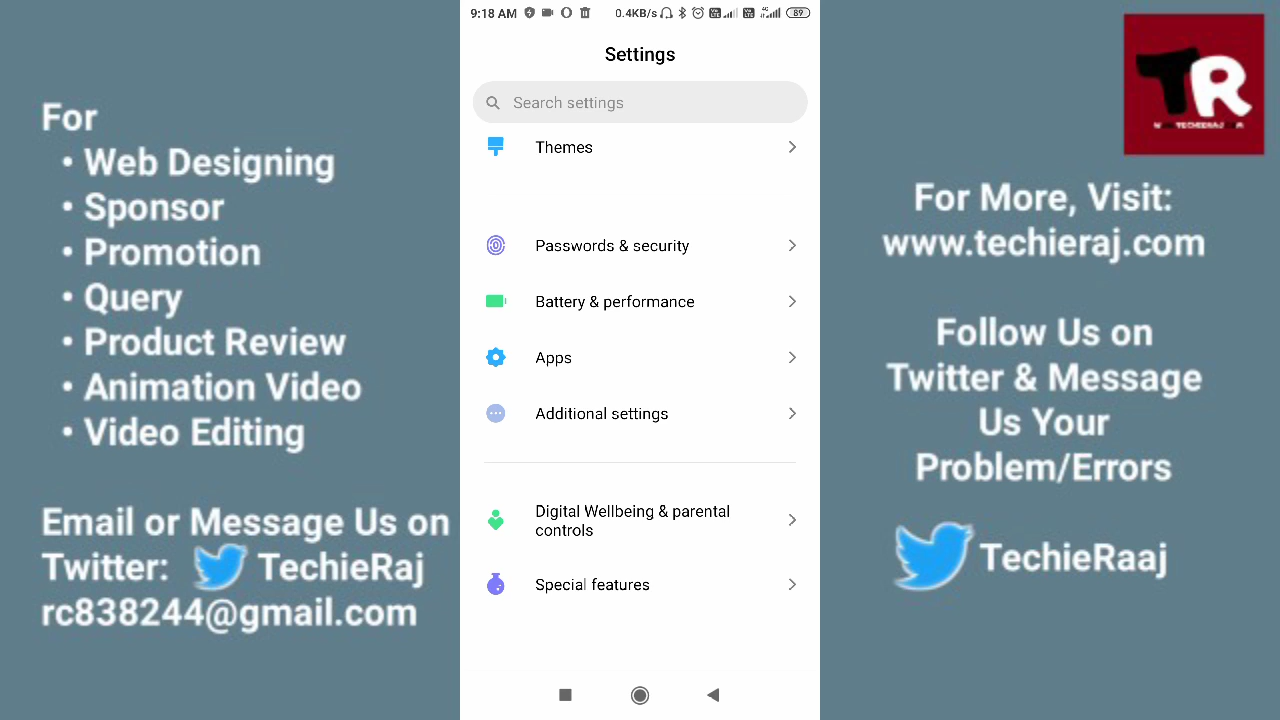 For
• Web Designing
• Sponsor
• Promotion
• Query
• Product Review
• Animation Video
• Video Editing
Email or Message Us on
Twitter: TechieRaj
rc838244@gmail.com
9:18 AM 0.4KB/s 4G 89
Settings
Search settings
Themes
Passwords & security
Battery & performance
Apps
Additional settings
Digital Wellbeing & parental
controls
Special features
TR
For More, Visit:
www.techieraj.com
Follow Us on
Twitter & Message
Us Your
Problem/Errors
TechieRaaj